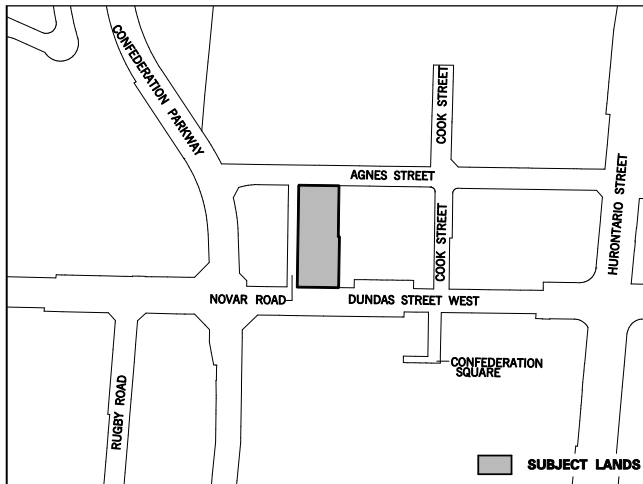 CONFEDERATION PARKWAY
COOK STREET
AGNES STREET
HURONTARIO STREET
COOK STREET
NOVAR ROAD
DUNDAS STREET WEST
CONFEDERATION
SQUARE
RUGBY ROAD
SUBJECT LANDS